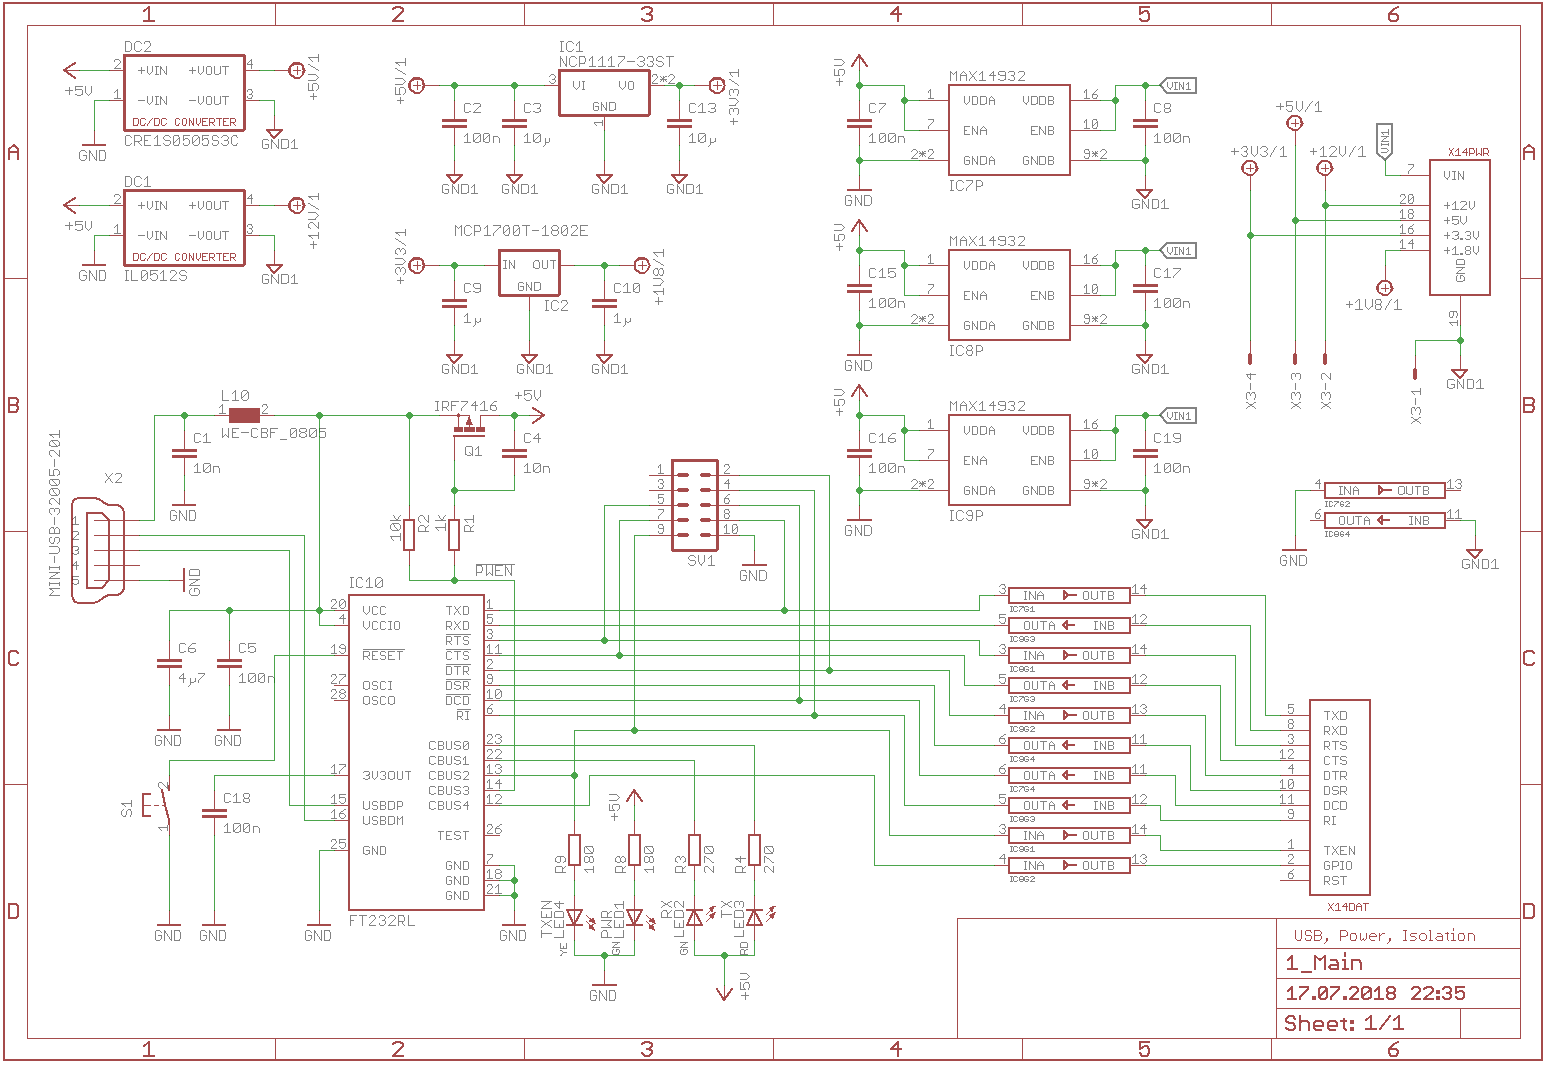 1 2 3 4 5 6
A A
B B
C C
D D
DC2
+VIN +VOUT
-VIN -VOUT
DC/DC CONVERTER
CRE1S0505S3C
2 1 4 3
+5V
GND
+5V/1
GND1
DC1
+VIN +VOUT
-VIN -VOUT
DC/DC CONVERTER
IL0512S
2 1 4 3
+5V
GND
+12V/1
GND1
IC1
NCP1117-33ST
VI VO
GND
3 2*2 1
+5V/1
C2
100n
C3
10µ
C13
10µ
+3V3/1
GND1 GND1 GND1 GND1
MCP1700T-1802E
IN OUT
GND
IC2
+3V3/1
C9
1µ
C10
1µ
+1V8/1
GND1 GND1 GND1
+5V
C7
100n
GND
MAX14932
VDDA VDDB
ENA ENB
GNDA GNDB
IC7P
1 7 2*2 16 10 9*2
VIN1
C8
100n
GND1
+5V
C15
100n
GND
MAX14932
VDDA VDDB
ENA ENB
GNDA GNDB
IC8P
1 7 2*2 16 10 9*2
VIN1
C17
100n
GND1
+5V
C16
100n
GND
MAX14932
VDDA VDDB
ENA ENB
GNDA GNDB
IC9P
1 7 2*2 16 10 9*2
VIN1
C19
100n
GND1
+5V/1
+3V3/1 +12V/1
VIN1
X14PWR
7 VIN
20 +12V
18 +5V
16 +3.3V
14 +1.8V
GND
19
+1V8/1
GND1
X3-4 X3-3 X3-2 X3-1
4 INA OUTB 13
IC7G2
6 OUTA INB 11
IC8G4
GND GND1
L10
1 2
WE-CBF_0805
C1
10n
GND
IRF7416
Q1
+5V
C4
10n
10k
R2
1k
R1
PWEN
MINI-USB-32005-201
X2
1
2
3
4
5
GND
SV1
1 2
3 4
5 6
7 8
9 10
GND
IC10
20 VCC TXD 1
4 VCCIO RXD 5
RTS 3
19 RESET CTS 11
DTR 2
27 OSCI DSR 9
28 OSCO DCD 10
RI 6
CBUS0 23
CBUS1 22
17 3V3OUT CBUS2 13
CBUS3 14
15 USBDP CBUS4 12
16 USBDM
TEST 26
25 GND
GND 7
GND 18
GND 21
FT232RL
C6
4µ7
C5
100n
GND GND
S1
2
1
C18
100n
GND GND GND GND
+5V
R9 180
R8 180
R3 270
R4 270
TXEN
LED4
YE
PWR
LED1
GN
RX
LED2
GN
TX
LED3
RD
GND
+5V
3 INA OUTB 14
IC7G1
5 OUTA INB 12
3 INA OUTB 14
5 OUTA INB 12
IC7G3
4 INA OUTB 13
6 OUTA INB 11
6 OUTA INB 11
IC7G4
5 OUTA INB 12
3 INA OUTB 14
4 INA OUTB 13
5 TXD
8 RXD
3 RTS
12 CTS
4 DTR
10 DSR
11 DCD
9 RI
1 TXEN
2 GPIO
6 RST
X14DAT
USB, Power, Isolation
1_Main
17.07.2018 22:35
Sheet: 1/1
1 2 3 4 5 6